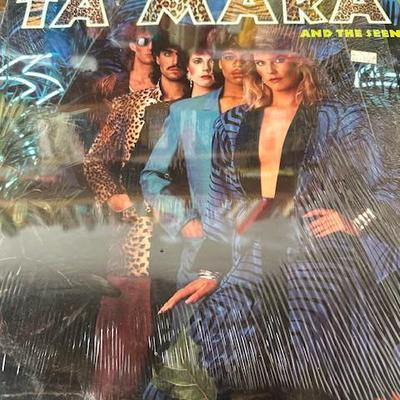 TA MARA
AND THE SEEN